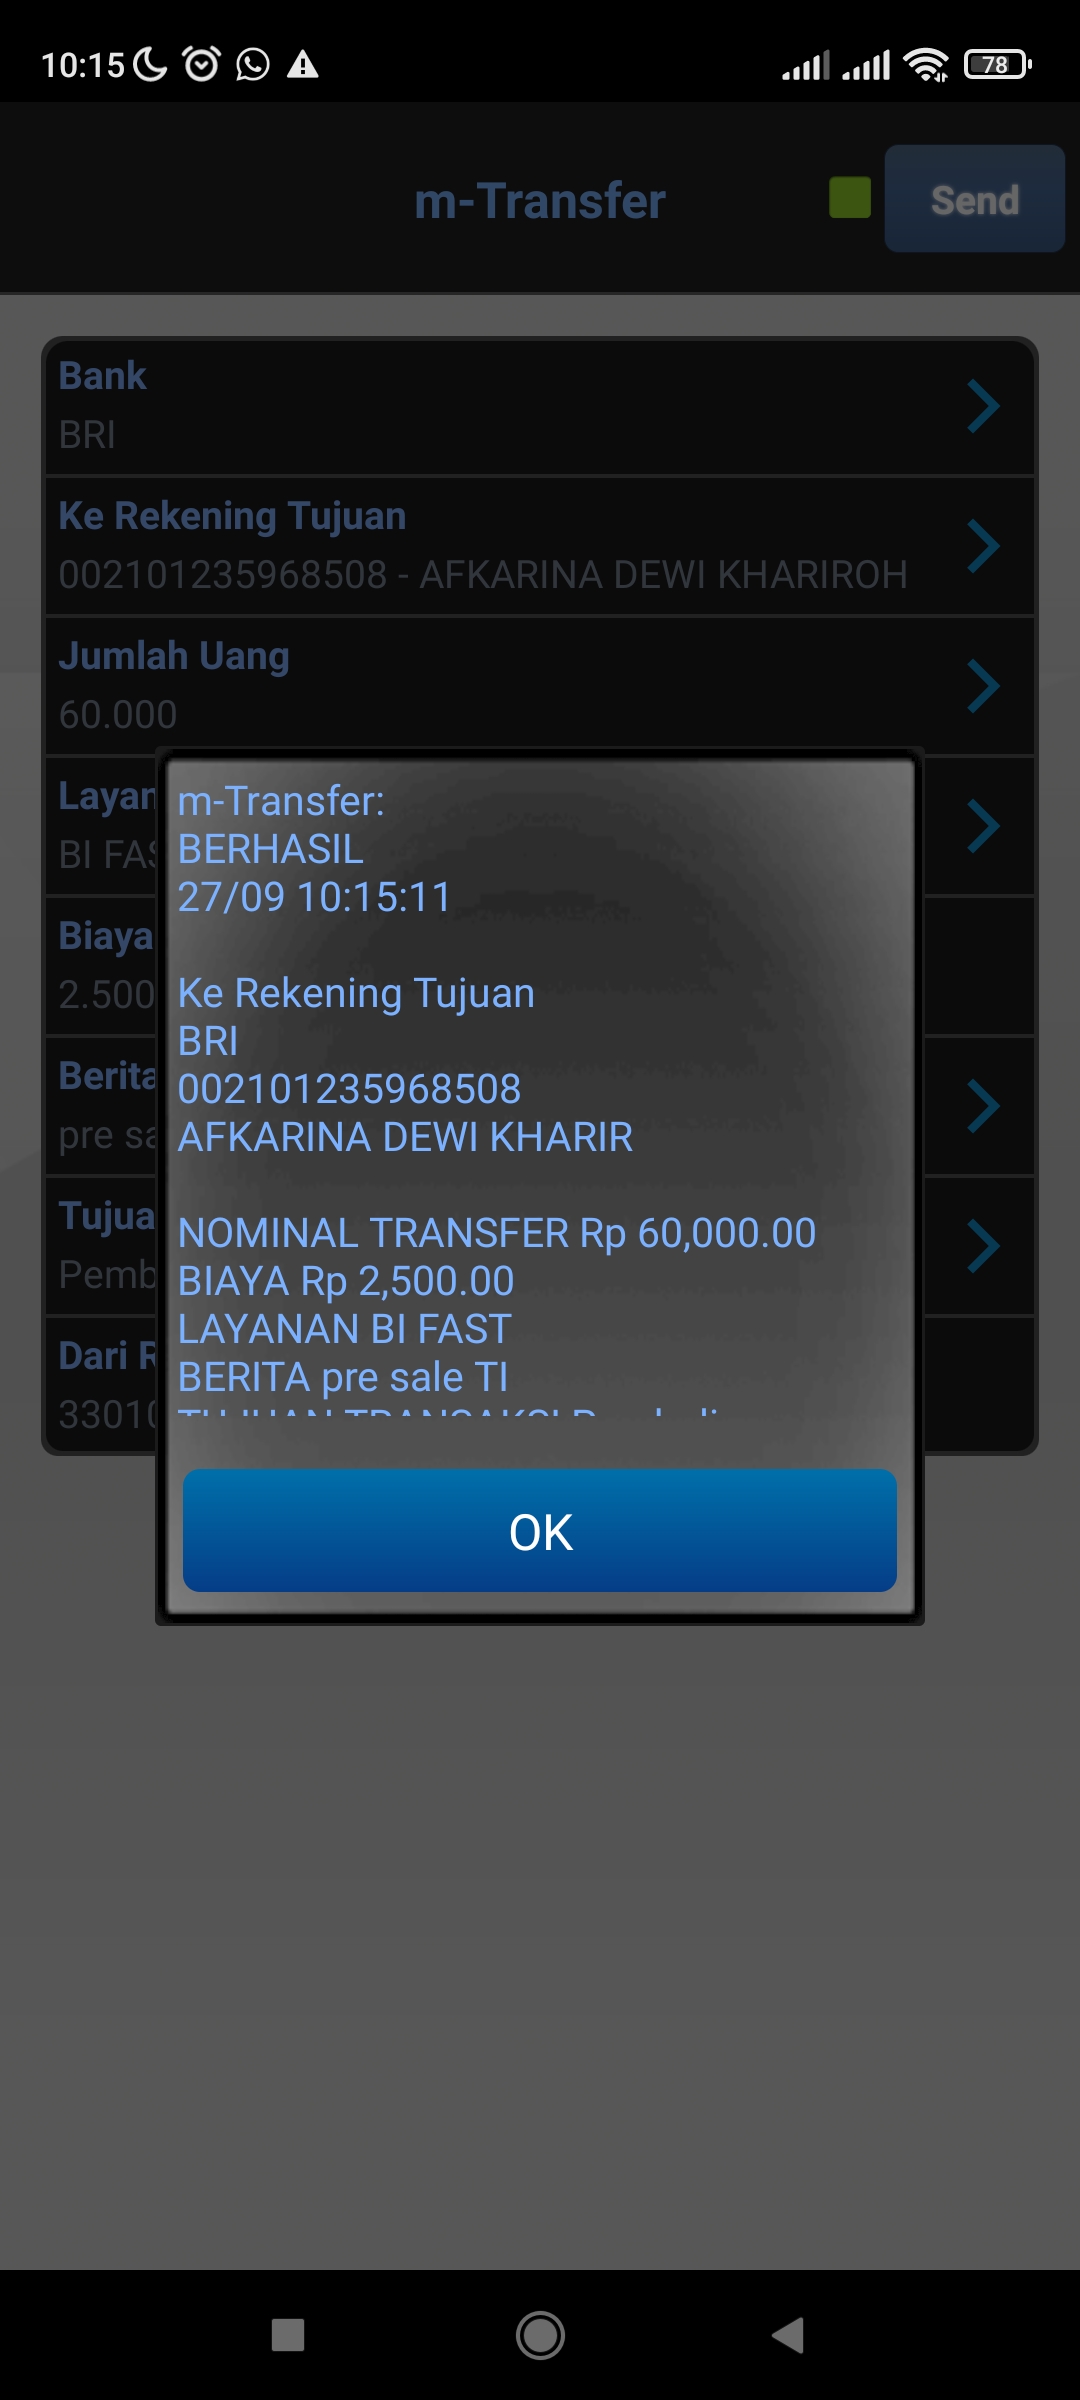 10:15
78
m-Transfer
Send
Bank
BRI
Ke Rekening Tujuan
002101235968508 - AFKARINA DEWI KHARIROH
Jumlah Uang
60.000
Layan
BI FAS
Biaya
2.500
Berita
pre sa
Tujua
Pemb
Dari R
33010
m-Transfer:
BERHASIL
27/09 10:15:11
Ke Rekening Tujuan
BRI
002101235968508
AFKARINA DEWI KHARIR
NOMINAL TRANSFER Rp 60,000.00
BIAYA Rp 2,500.00
LAYANAN BI FAST
BERITA pre sale TI
TUJUAN TRANSAKSI
OK